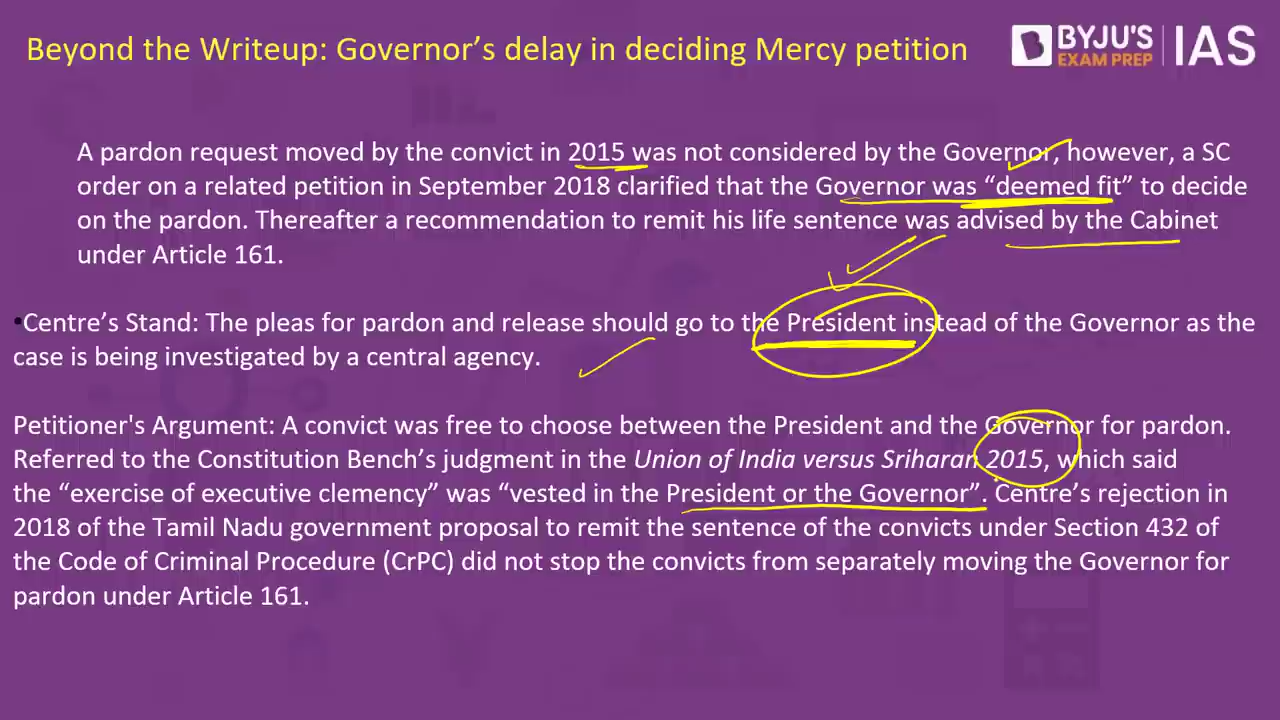 Beyond the Writeup: Governor's delay in deciding Mercy petition
BYJU'S
EXAM PREP
IAS
A pardon request moved by the convict in 2015 was not considered by the Governor, however, a SC
order on a related petition in September 2018 clarified that the Governor was “deemed fit” to decide
on the pardon. Thereafter a recommendation to remit his life sentence was advised by the Cabinet
under Article 161.
•Centre's Stand: The pleas for pardon and release should go to the President instead of the Governor as the
case is being investigated by a central agency.
Petitioner's Argument: A convict was free to choose between the President and the Governor for pardon.
Referred to the Constitution Bench's judgment in the Union of India versus Sriharan 2015, which said
the “exercise of executive clemency” was “vested in the President or the Governor”. Centre's rejection in
2018 of the Tamil Nadu government proposal to remit the sentence of the convicts under Section 432 of
the Code of Criminal Procedure (CrPC) did not stop the convicts from separately moving the Governor for
pardon under Article 161.